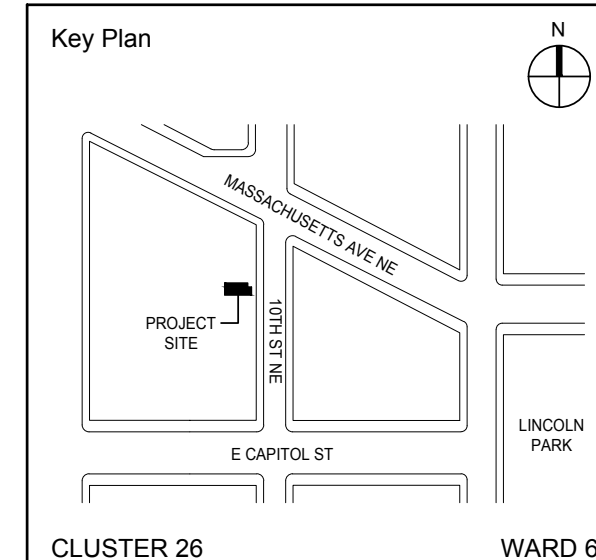 Key Plan
N
MASSACHUSETTS AVE NE
PROJECT
SITE
10TH ST NE
LINCOLN
PARK
E CAPITOL ST
CLUSTER 26
WARD 6